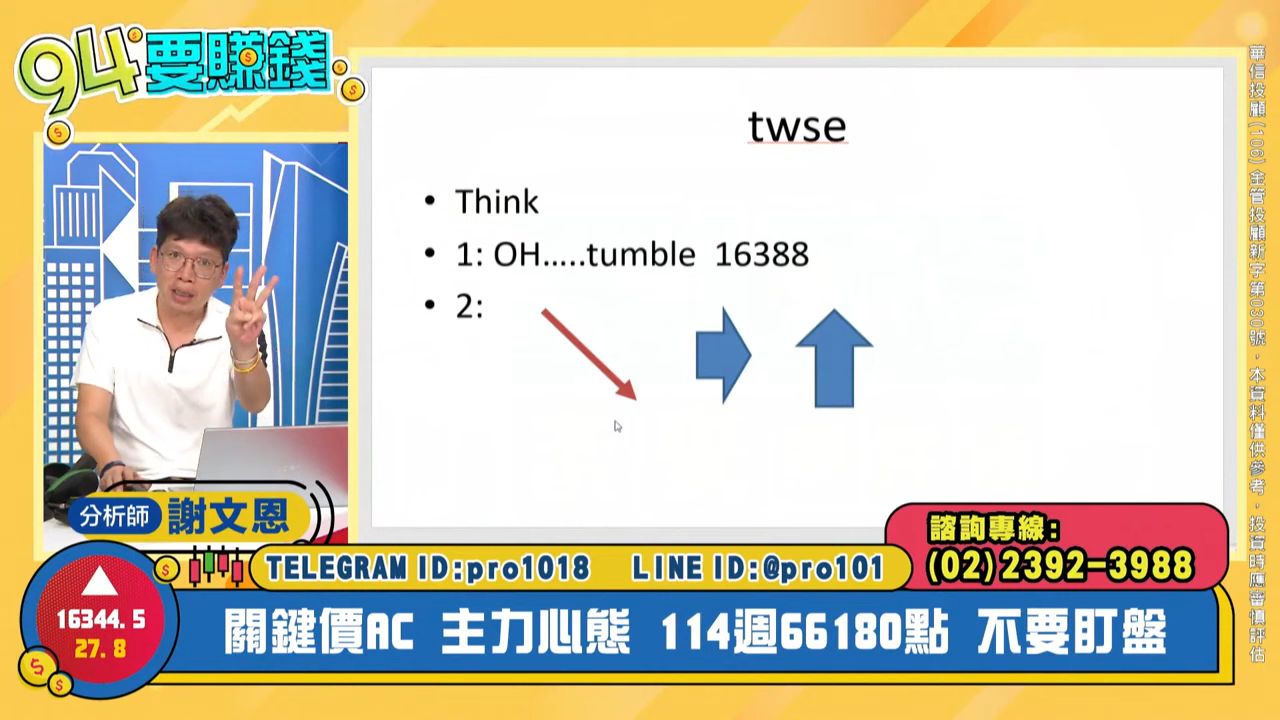 94要賺錢
twse
• Think
• 1: OH.....tumble 16388
• 2:
華信投顧(106)金管投顧新字第030號，本資料僅供參考，投資時應審慎評估
分析師 謝文恩
諮詢專線:
(02)2392-3988
TELEGRAM ID:pro1018 LINE ID:@pro101
16344.5
27.8
關鍵價AC 主力心態 114週66180點 不要盯盤